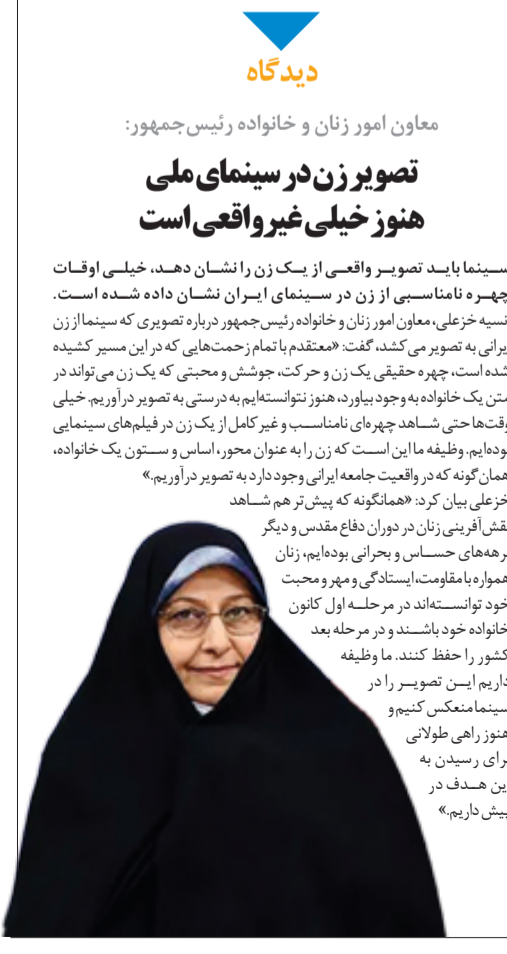 دیدگاه
معاون امور زنان و خانواده رئیس‌جمهور:
تصویر زن در سینمای ملی
هنوز خیلی غیرواقعی است
سینما باید تصویر واقعی از یک زن را نشان دهد، خیلی اوقات
چهره نامناسبی از زن در سینمای ایران نشان داده شده است.
نسیه خزعلی، معاون امور زنان و خانواده رئیس‌جمهور درباره تصویری که سینما از زن
یرانی به تصویر می‌کشد، گفت: «معتقدم با تمام زحمت‌هایی که در این مسیر کشیده
شده است، چهره حقیقی یک زن و حرکت، جوشش و محبتی که یک زن می‌تواند در
متن یک خانواده به وجود بیاورد، هنوز نتوانسته‌ایم به درستی به تصویر درآوریم. خیلی
وقت‌ها حتی شاهد چهره‌ای نامناسب و غیر کامل از یک زن در فیلم‌های سینمایی
بوده‌ایم. وظیفه ما این است که زن را به عنوان محور، اساس و ستون یک خانواده،
همان گونه که در واقعیت جامعه ایرانی وجود دارد به تصویر درآوریم.»
خزعلی بیان کرد: «همانگونه که پیش‌تر هم شاهد
نقش‌آفرینی زنان در دوران دفاع مقدس و دیگر
برهه‌های حساس و بحرانی بوده‌ایم، زنان
همواره با مقاومت، ایستادگی و مهر و محبت
خود توانسته‌اند در مرحله اول کانون
خانواده خود باشند و در مرحله بعد
کشور را حفظ کنند. ما وظیفه
داریم این تصویر را در
سینما منعکس کنیم و
هنوز راهی طولانی
برای رسیدن به
این هدف در
پیش داریم.»